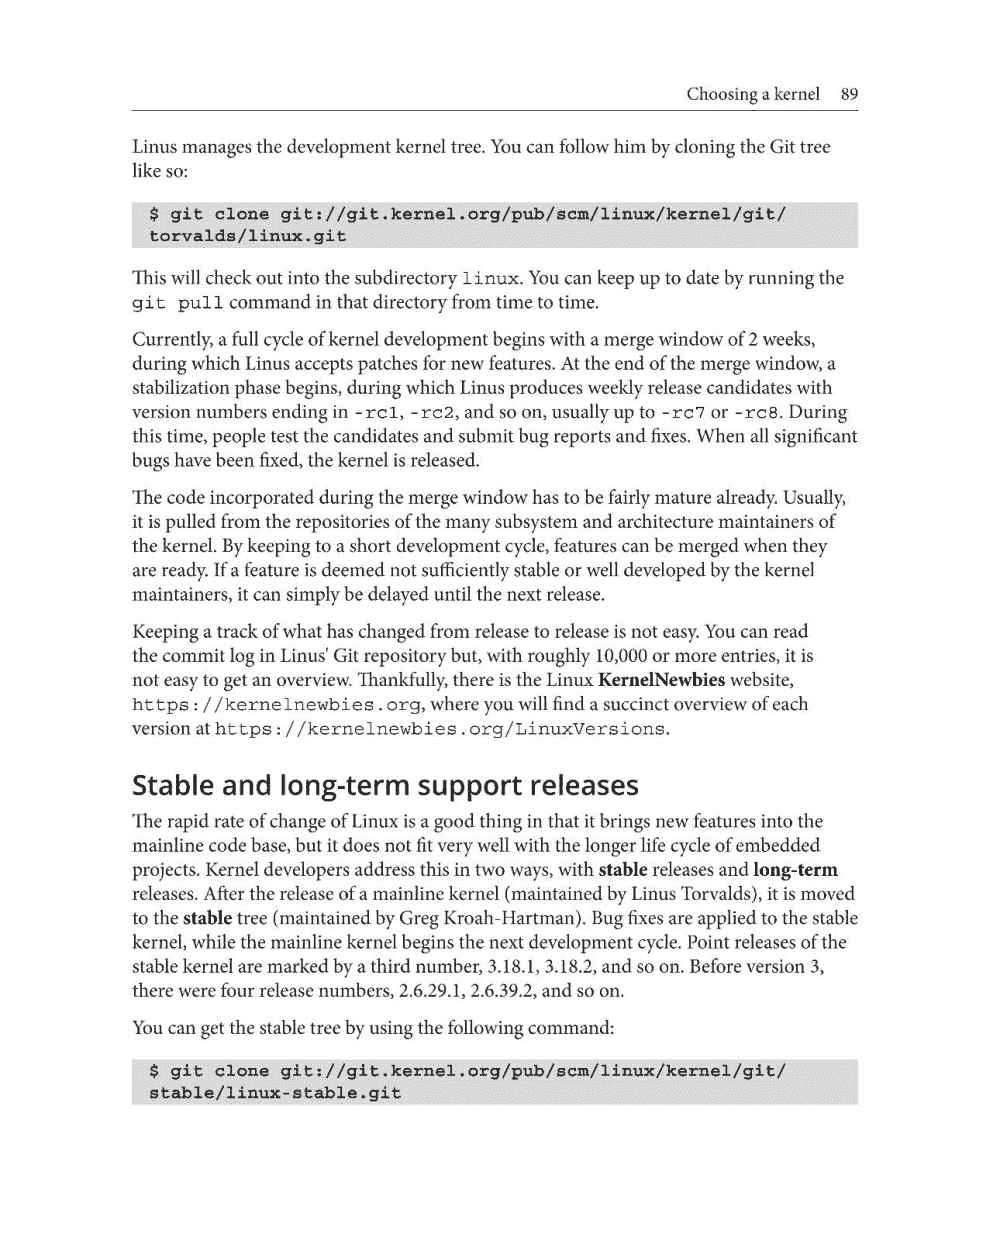 Choosing a kernel 89
Linus manages the development kernel tree. You can follow him by cloning the Git tree
like so:
$ git clone git://git.kernel.org/pub/scm/linux/kernel/git/
torvalds/linux.git
This will check out into the subdirectory linux. You can keep up to date by running the
git pull command in that directory from time to time.
Currently, a full cycle of kernel development begins with a merge window of 2 weeks,
during which Linus accepts patches for new features. At the end of the merge window, a
stabilization phase begins, during which Linus produces weekly release candidates with
version numbers ending in -rc1, -rc2, and so on, usually up to -rc7 or -rc8. During
this time, people test the candidates and submit bug reports and fixes. When all significant
bugs have been fixed, the kernel is released.
The code incorporated during the merge window has to be fairly mature already. Usually,
it is pulled from the repositories of the many subsystem and architecture maintainers of
the kernel. By keeping to a short development cycle, features can be merged when they
are ready. If a feature is deemed not sufficiently stable or well developed by the kernel
maintainers, it can simply be delayed until the next release.
Keeping a track of what has changed from release to release is not easy. You can read
the commit log in Linus' Git repository but, with roughly 10,000 or more entries, it is
not easy to get an overview. Thankfully, there is the Linux KernelNewbies website,
https://kernelnewbies.org, where you will find a succinct overview of each
version at https://kernelnewbies.org/LinuxVersions.
Stable and long-term support releases
The rapid rate of change of Linux is a good thing in that it brings new features into the
mainline code base, but it does not fit very well with the longer life cycle of embedded
projects. Kernel developers address this in two ways, with stable releases and long-term
releases. After the release of a mainline kernel (maintained by Linus Torvalds), it is moved
to the stable tree (maintained by Greg Kroah-Hartman). Bug fixes are applied to the stable
kernel, while the mainline kernel begins the next development cycle. Point releases of the
stable kernel are marked by a third number, 3.18.1, 3.18.2, and so on. Before version 3,
there were four release numbers, 2.6.29.1, 2.6.39.2, and so on.
You can get the stable tree by using the following command:
$ git clone git://git.kernel.org/pub/scm/linux/kernel/git/
stable/linux-stable.git